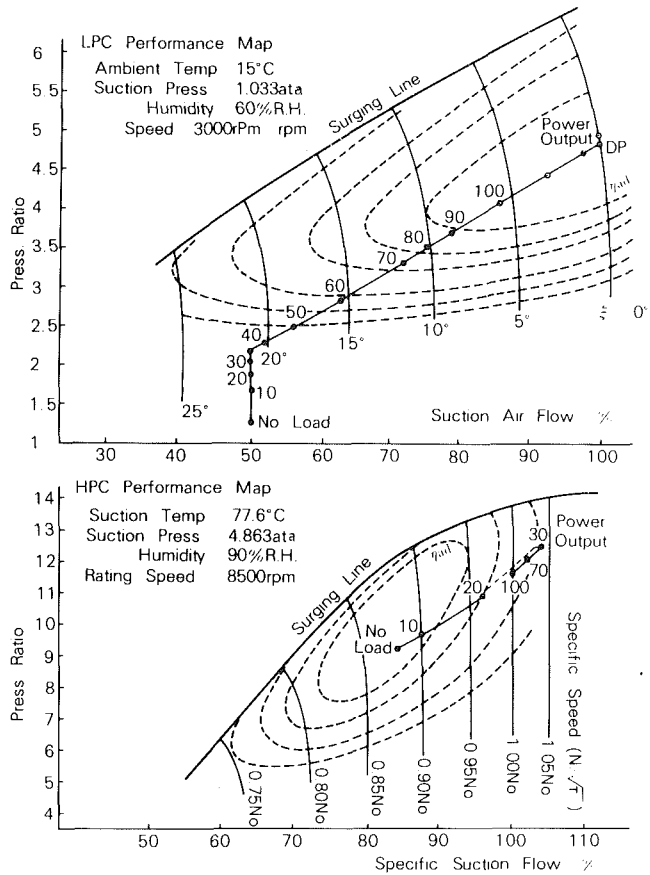 LPC Performance Map
Ambient Temp 15°C
Suction Press 1.033ata
Humidity 60%R.H.
Speed 3000rPm rpm
Surging Line
Power
Output
DP
ηad
100
90
80
70
60
50
40
30
20
10
No Load
25°
20°
15°
10°
5°
0°
Press. Ratio
6
5 5
5
4.5
4
3.5
3
2.5
2
1.5
1
Suction Air Flow %
30 40 50 60 70 80 90 100
HPC Performance Map
Suction Temp 77.6°C
Suction Press 4.863ata
Humidity 90%R.H.
Rating Speed 8500rpm
Surging Line
ηad
Power
Output
30
70
100
20
10
No
Load
0.75No
0.80No
0.85No
0.90No
0.95No
1.00No
1.05No
Specific Speed (N/√T)
Press Ratio
14
13
12
11
10
9
8
7
6
5
4
50 60 70 80 90 100 110
Specific Suction Flow %